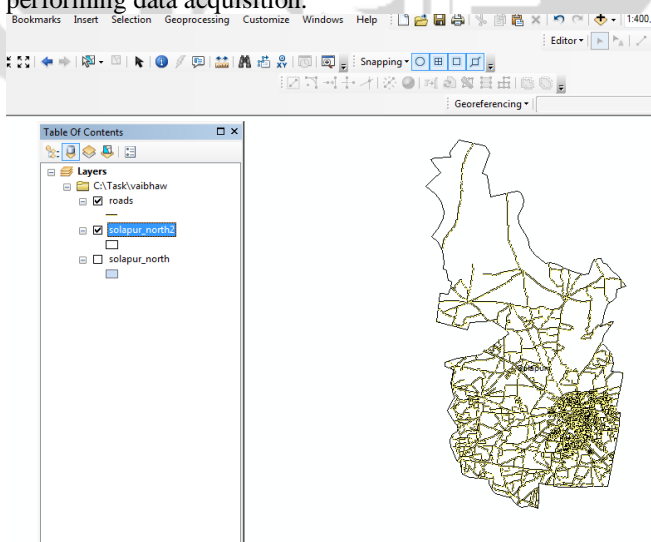 performing data acquisition.
Bookmarks Insert Selection Geoprocessing Customize Windows Help 1:400,
Editor
Snapping
Georeferencing
Table Of Contents
Layers
C:\Task\vaibhaw
roads
solapur_north2
solapur_north